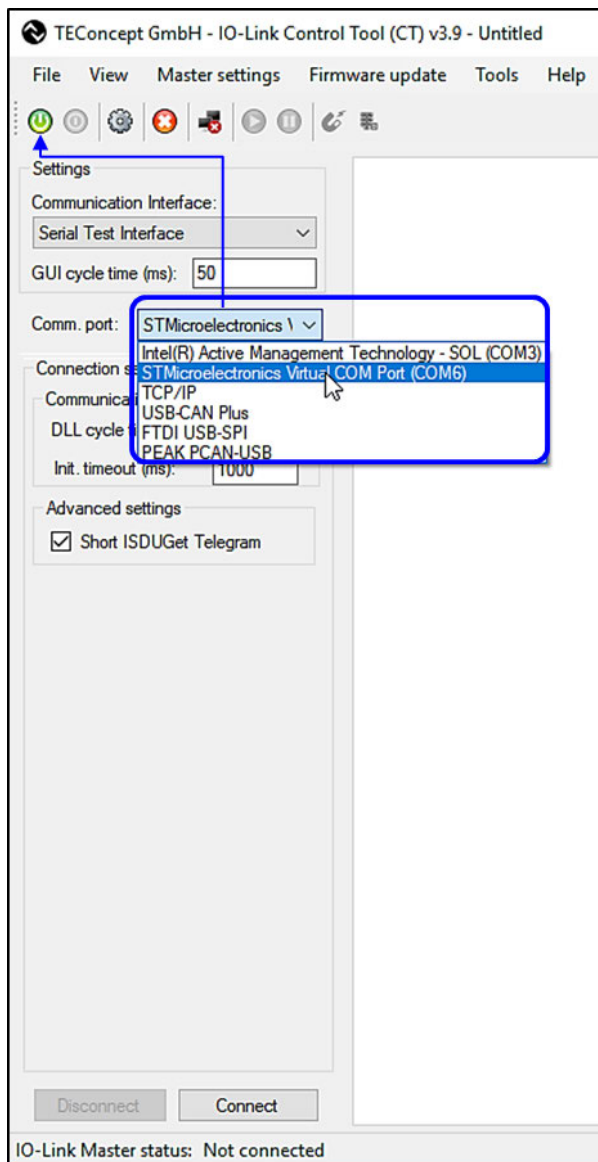 TEConcept GmbH - IO-Link Control Tool (CT) v3.9 - Untitled
File View Master settings Firmware update Tools Help
Settings
Communication Interface:
Serial Test Interface
GUI cycle time (ms): 50
Comm. port: STMicroelectronics
Intel(R) Active Management Technology - SOL (COM3)
STMicroelectronics Virtual COM Port (COM6)
TCP/IP
USB-CAN Plus
FTDI USB-SPI
PEAK PCAN-USB
Connection
DLL cycle
Init. timeout (ms): 1000
Advanced settings
Short ISDUGet Telegram
Disconnect Connect
IO-Link Master status: Not connected